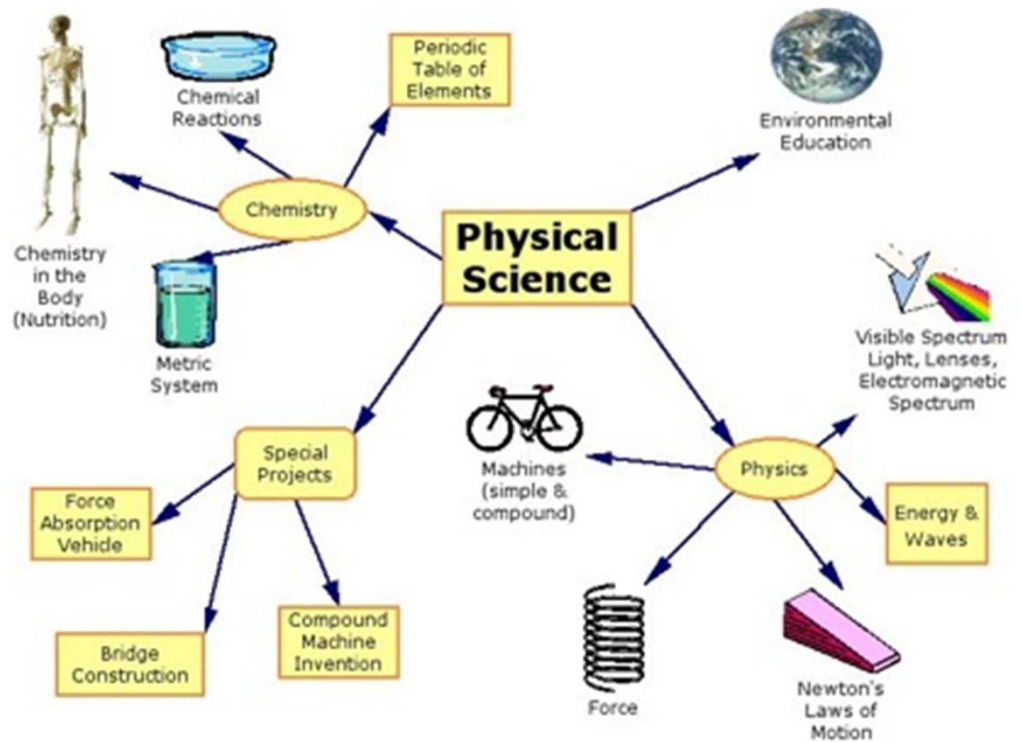 Physical
Science
Chemistry
Chemical
Reactions
Periodic
Table of
Elements
Chemistry
in the
Body
(Nutrition)
Metric
System
Environmental
Education
Physics
Visible Spectrum
Light, Lenses,
Electromagnetic
Spectrum
Energy &
Waves
Newton's
Laws of
Motion
Force
Machines
(simple &
compound)
Special
Projects
Force
Absorption
Vehicle
Bridge
Construction
Compound
Machine
Invention